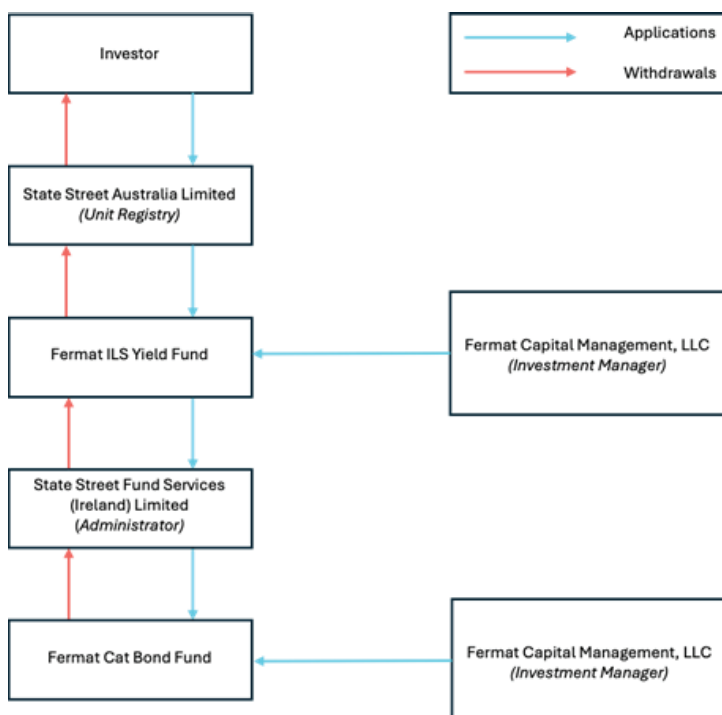 Investor
Applications
Withdrawals
State Street Australia Limited
(Unit Registry)
Fermat ILS Yield Fund
Fermat Capital Management, LLC
(Investment Manager)
State Street Fund Services
(Ireland) Limited
(Administrator)
Fermat Cat Bond Fund
Fermat Capital Management, LLC
(Investment Manager)